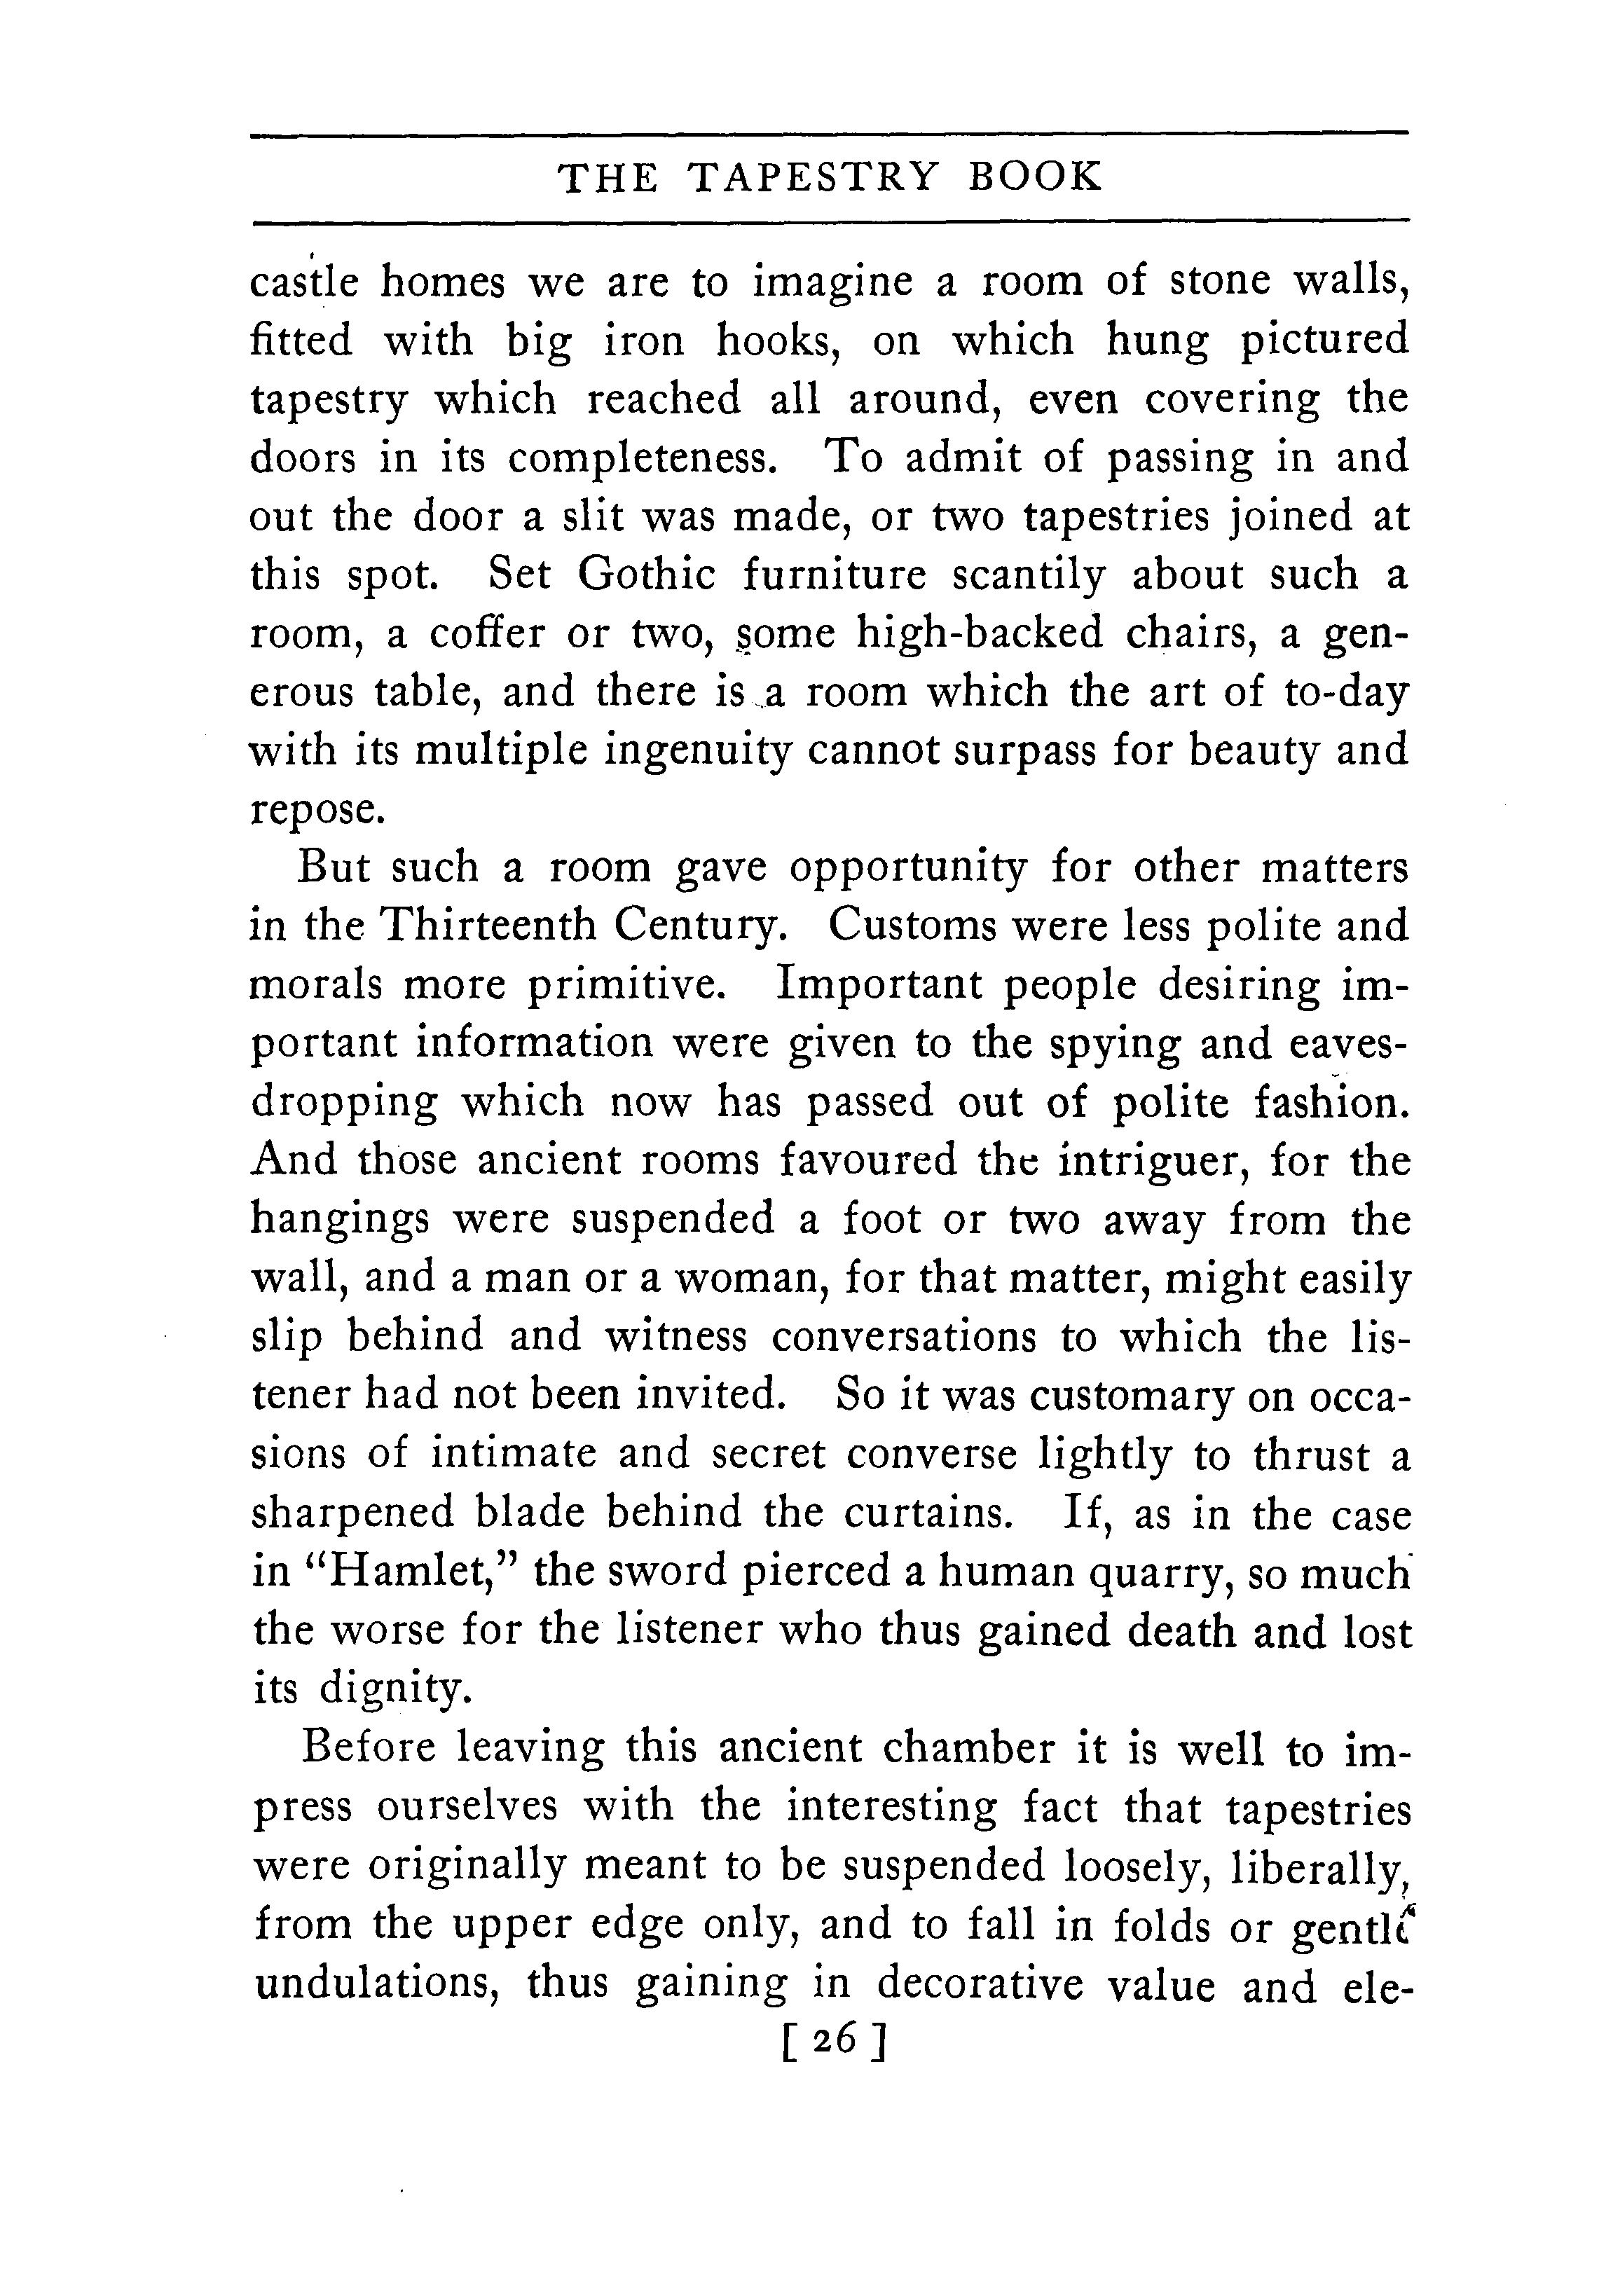 THE TAPESTRY BOOK
castle homes we are to imagine a room of stone walls,
fitted with big iron hooks, on which hung pictured
tapestry which reached all around, even covering the
doors in its completeness. To admit of passing in and
out the door a slit was made, or two tapestries joined at
this spot. Set Gothic furniture scantily about such a
room, a coffer or two, some high-backed chairs, a gen-
erous table, and there is a room which the art of to-day
with its multiple ingenuity cannot surpass for beauty and
repose.
But such a room gave opportunity for other matters
in the Thirteenth Century. Customs were less polite and
morals more primitive. Important people desiring im-
portant information were given to the spying and eaves-
dropping which now has passed out of polite fashion.
And those ancient rooms favoured the intriguer, for the
hangings were suspended a foot or two away from the
wall, and a man or a woman, for that matter, might easily
slip behind and witness conversations to which the lis-
tener had not been invited. So it was customary on occa-
sions of intimate and secret converse lightly to thrust a
sharpened blade behind the curtains. If, as in the case
in "Hamlet," the sword pierced a human quarry, so much
the worse for the listener who thus gained death and lost
its dignity.
Before leaving this ancient chamber it is well to im-
press ourselves with the interesting fact that tapestries
were originally meant to be suspended loosely, liberally,
from the upper edge only, and to fall in folds or gentle
undulations, thus gaining in decorative value and ele-
[ 26 ]